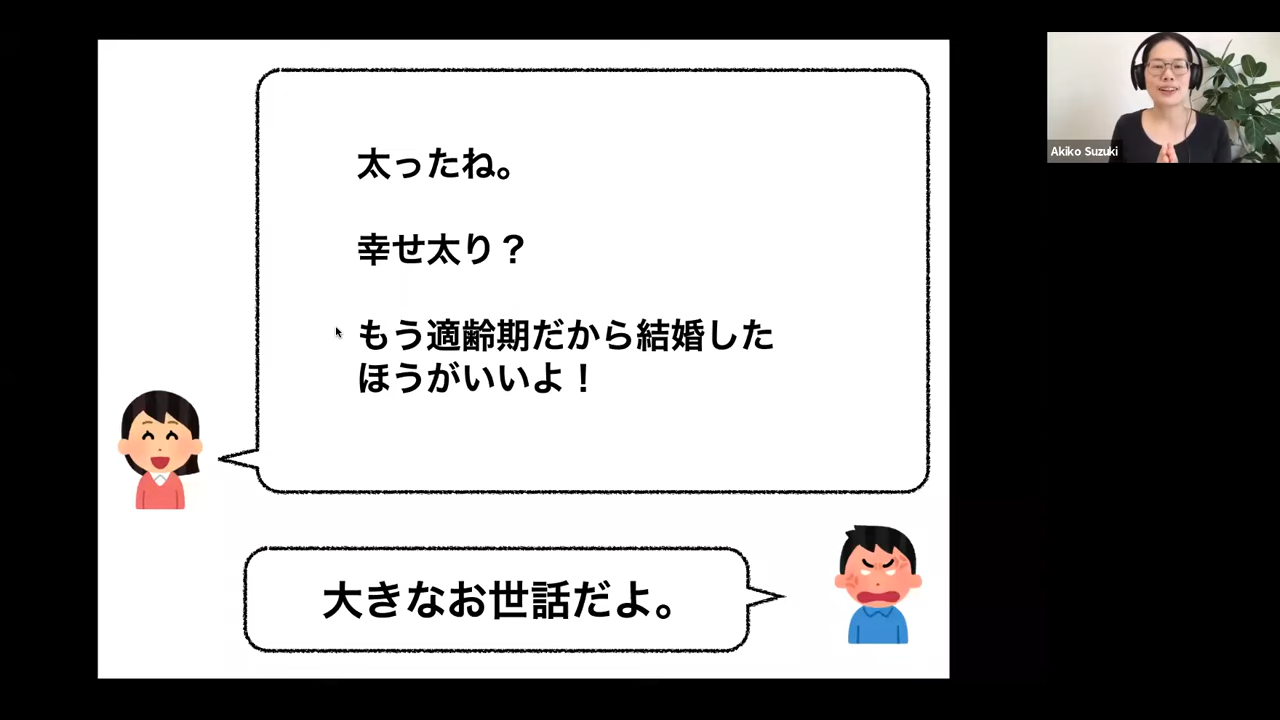 太ったね。
幸せ太り？
もう適齢期だから結婚した
ほうがいいよ！
大きなお世話だよ。
Akiko Suzuki